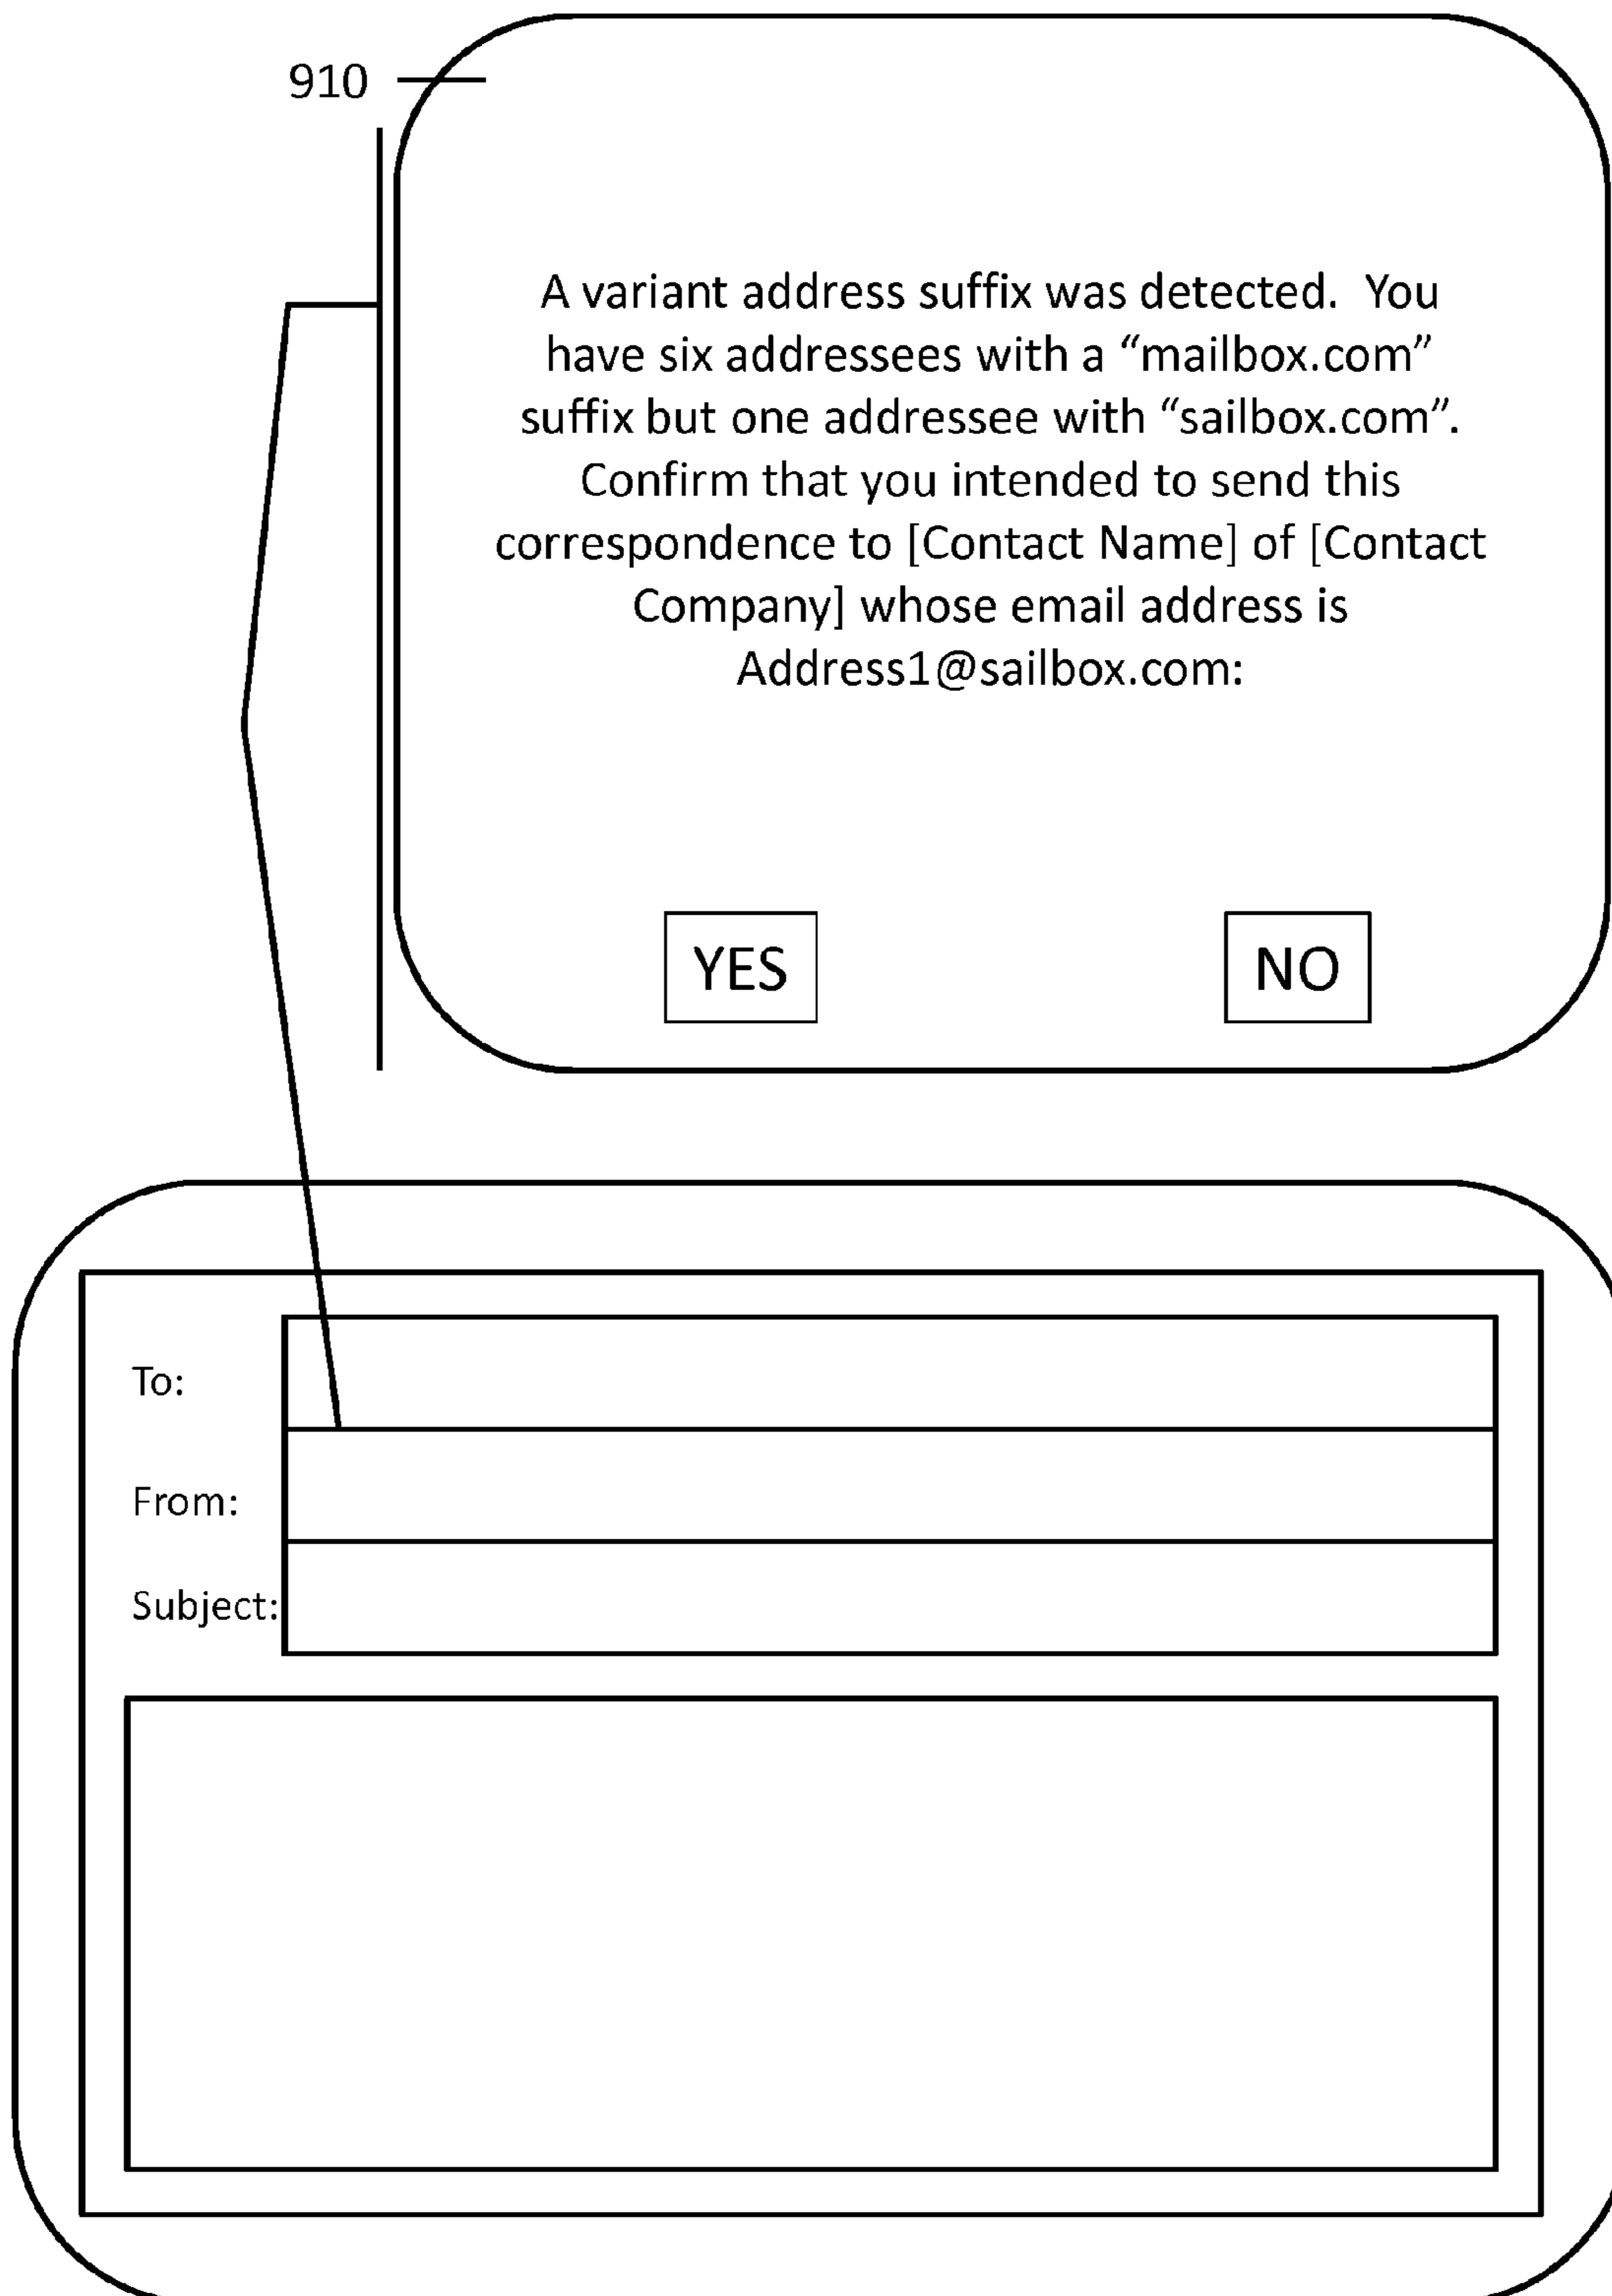 910
A variant address suffix was detected.  You
have six addressees with a “mailbox.com”
suffix but one addressee with “sailbox.com”.
Confirm that you intended to send this
correspondence to [Contact Name] of [Contact
Company] whose email address is
Address1@sailbox.com:
YES
NO
To:
From:
Subject: